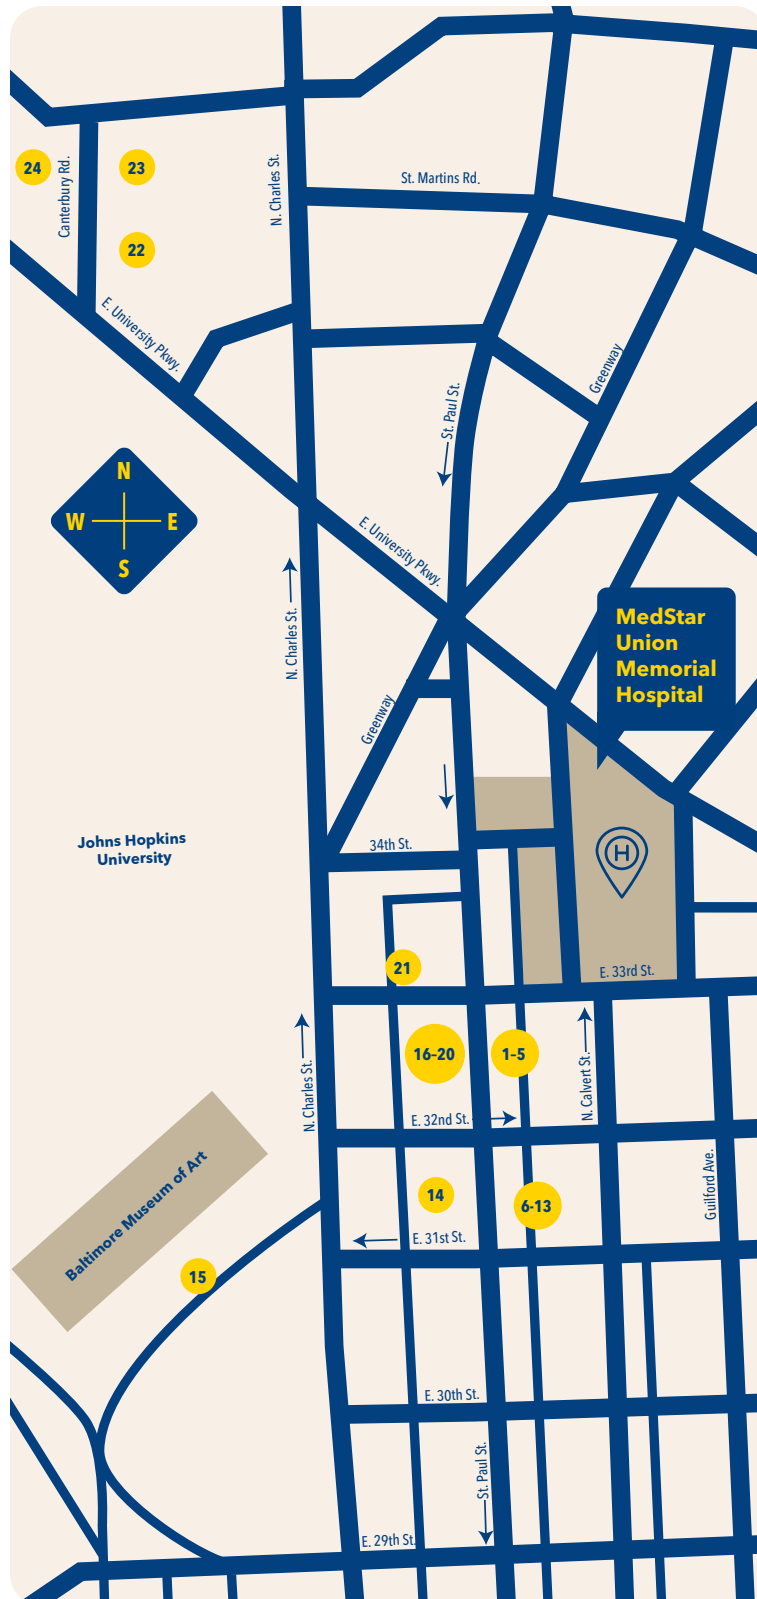 24
Canterbury Rd.
23
22
N. Charles St.
St. Martins Rd.
E. University Pkwy.
Greenway
St. Paul St.
N
W
E
S
E. University Pkwy.
N. Charles St.
MedStar
Union
Memorial
Hospital
Greenway
Johns Hopkins
University
34th St.
H
21
E. 33rd St.
16-20
1-5
N. Charles St.
N. Calvert St.
E. 32nd St.
Baltimore Museum of Art
14
6-13
Guilford Ave.
E. 31st St.
15
E. 30th St.
St. Paul St.
E. 29th St.